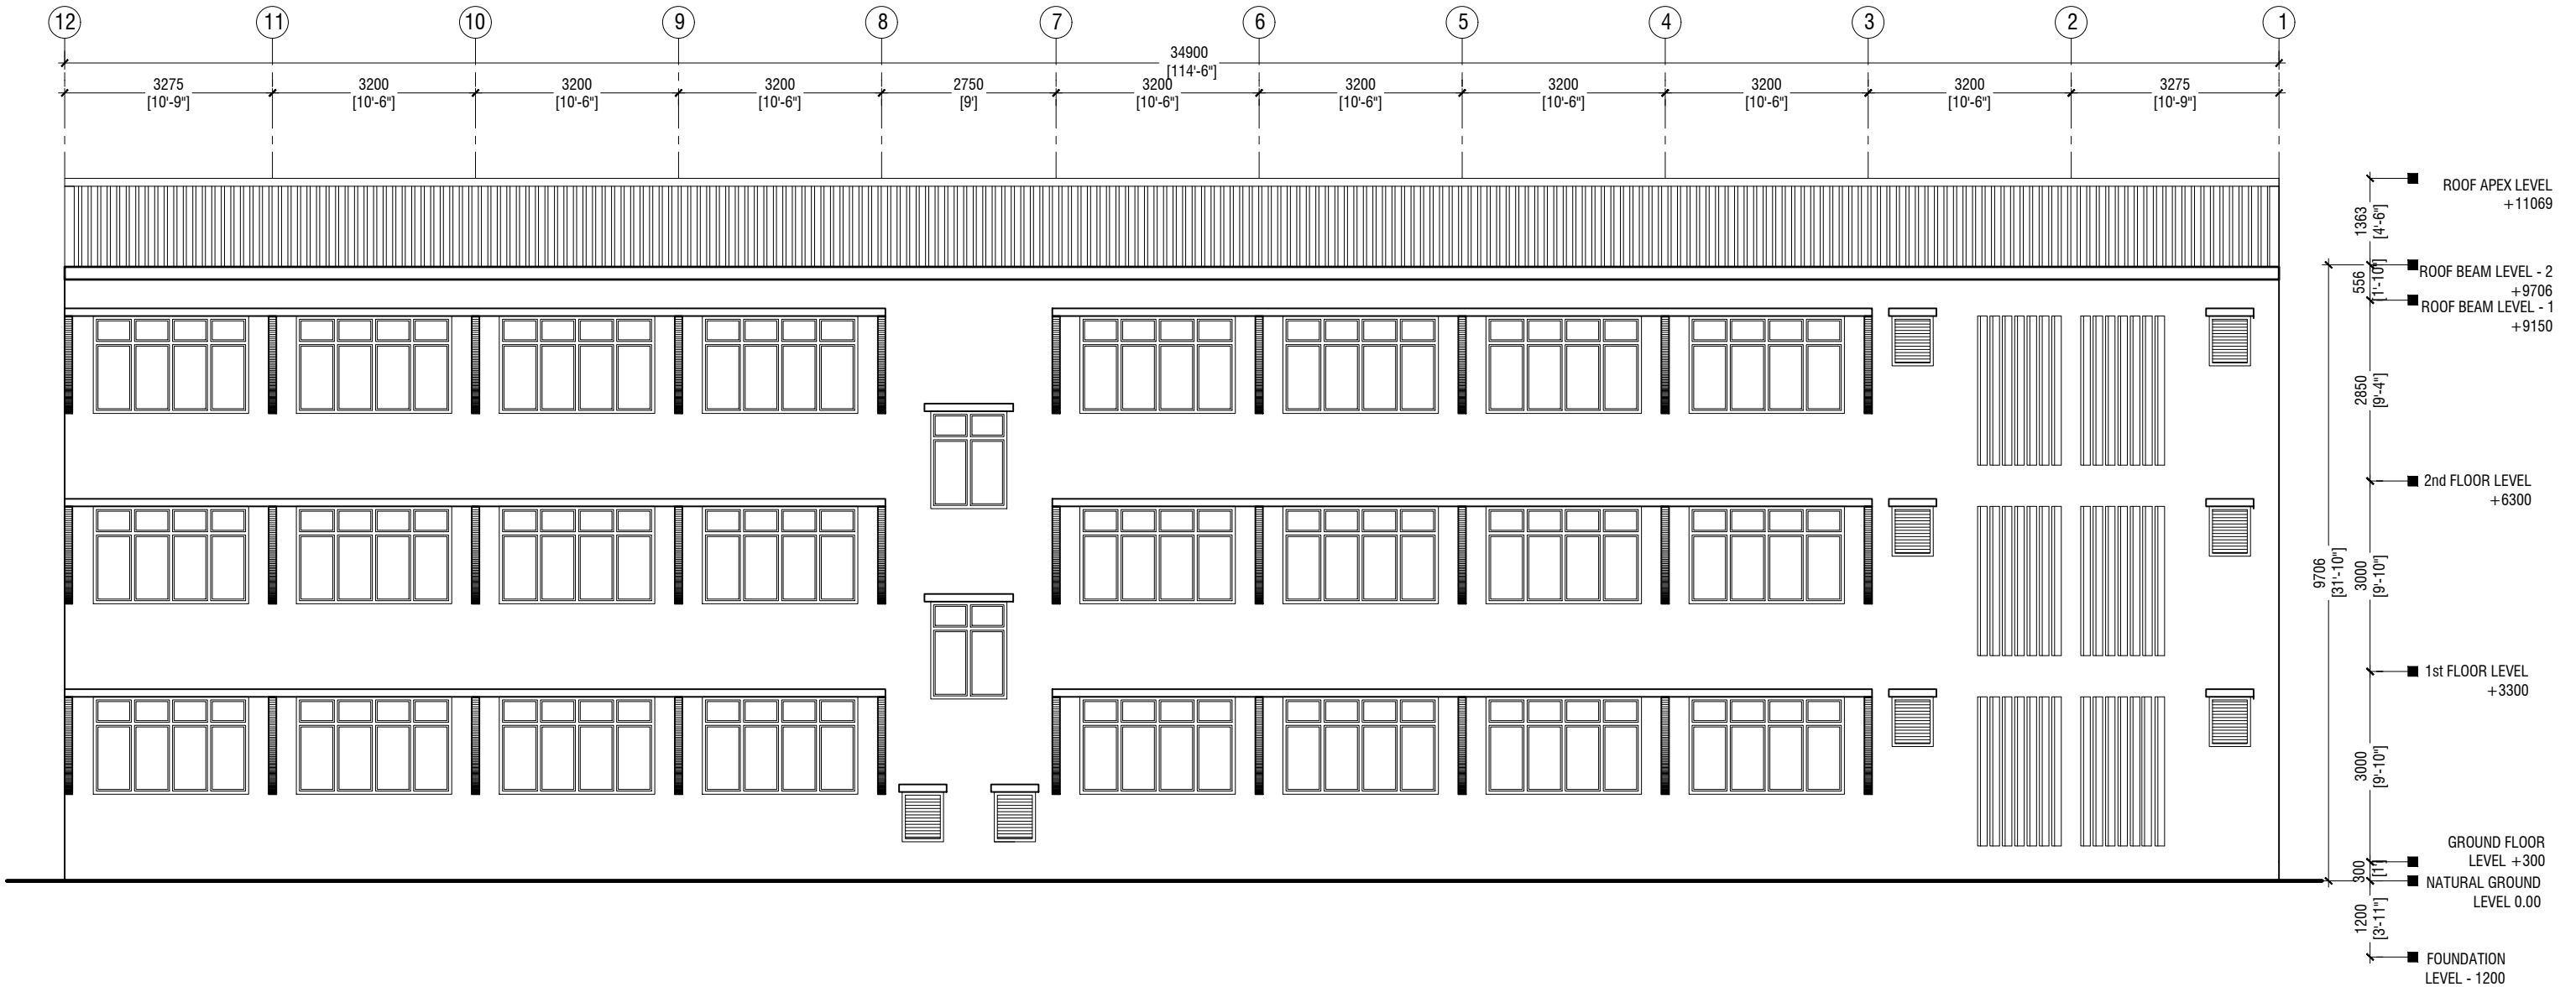 12 11 10 9 8 7 6 5 4 3 2 1
34900
[114'-6"]
3275 3200 3200 3200 2750 3200 3200 3200 3200 3200 3275
[10'-9"] [10'-6"] [10'-6"] [10'-6"] [9'] [10'-6"] [10'-6"] [10'-6"] [10'-6"] [10'-6"] [10'-9"]
ROOF APEX LEVEL
+11069
1363
[4'-6"]
ROOF BEAM LEVEL - 2
+9706
556
[1'-10"]
ROOF BEAM LEVEL - 1
+9150
2850
[9'-4"]
2nd FLOOR LEVEL
+6300
9706
[31'-10"]
3000
[9'-10"]
1st FLOOR LEVEL
+3300
3000
[9'-10"]
GROUND FLOOR
LEVEL +300
300
[1']
NATURAL GROUND
LEVEL 0.00
1200
[3'-11"]
FOUNDATION
LEVEL - 1200